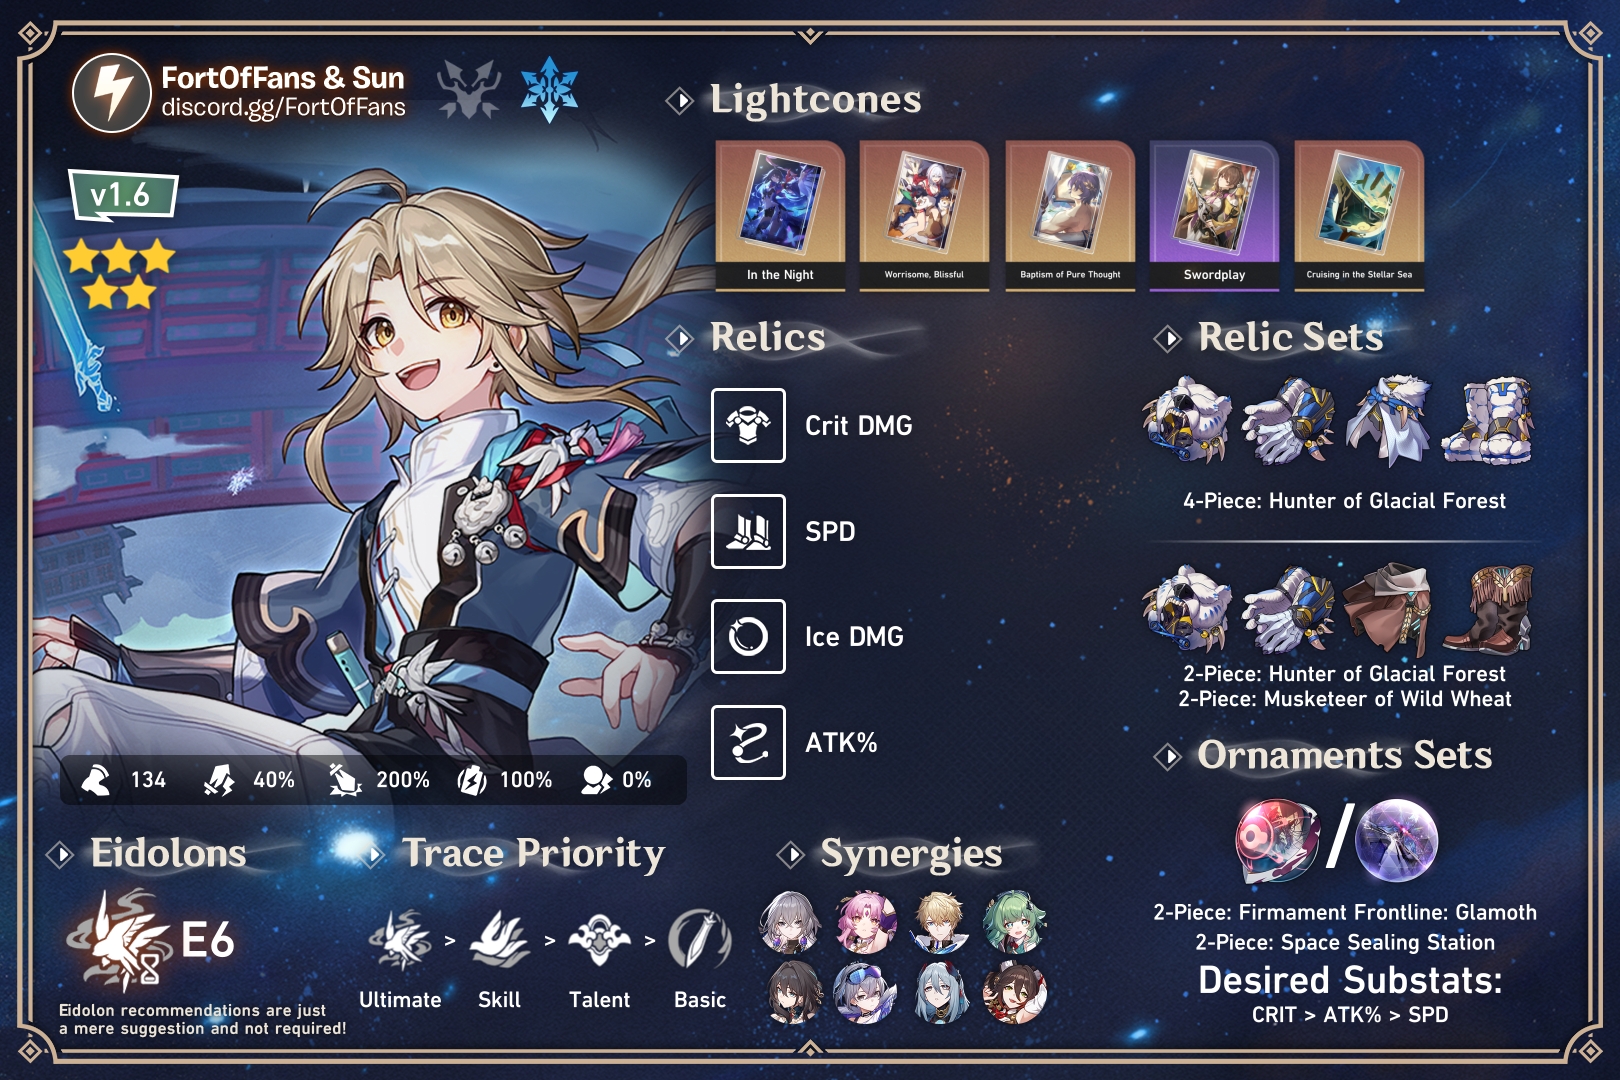 FortOfFans & Sun
discord.gg/FortOfFans
v1.6
Lightcones
In the Night
Worrisome, Blissful
Baptism of Pure Thought
Swordplay
Cruising in the Stellar Sea
Relics
Crit DMG
SPD
Ice DMG
ATK%
Relic Sets
4-Piece: Hunter of Glacial Forest
2-Piece: Hunter of Glacial Forest
2-Piece: Musketeer of Wild Wheat
Ornaments Sets
/
2-Piece: Firmament Frontline: Glamoth
2-Piece: Space Sealing Station
Desired Substats:
CRIT > ATK% > SPD
134 40% 200% 100% 0%
Eidolons
E6
Eidolon recommendations are just
a mere suggestion and not required!
Trace Priority
> > >
Ultimate Skill Talent Basic
Synergies